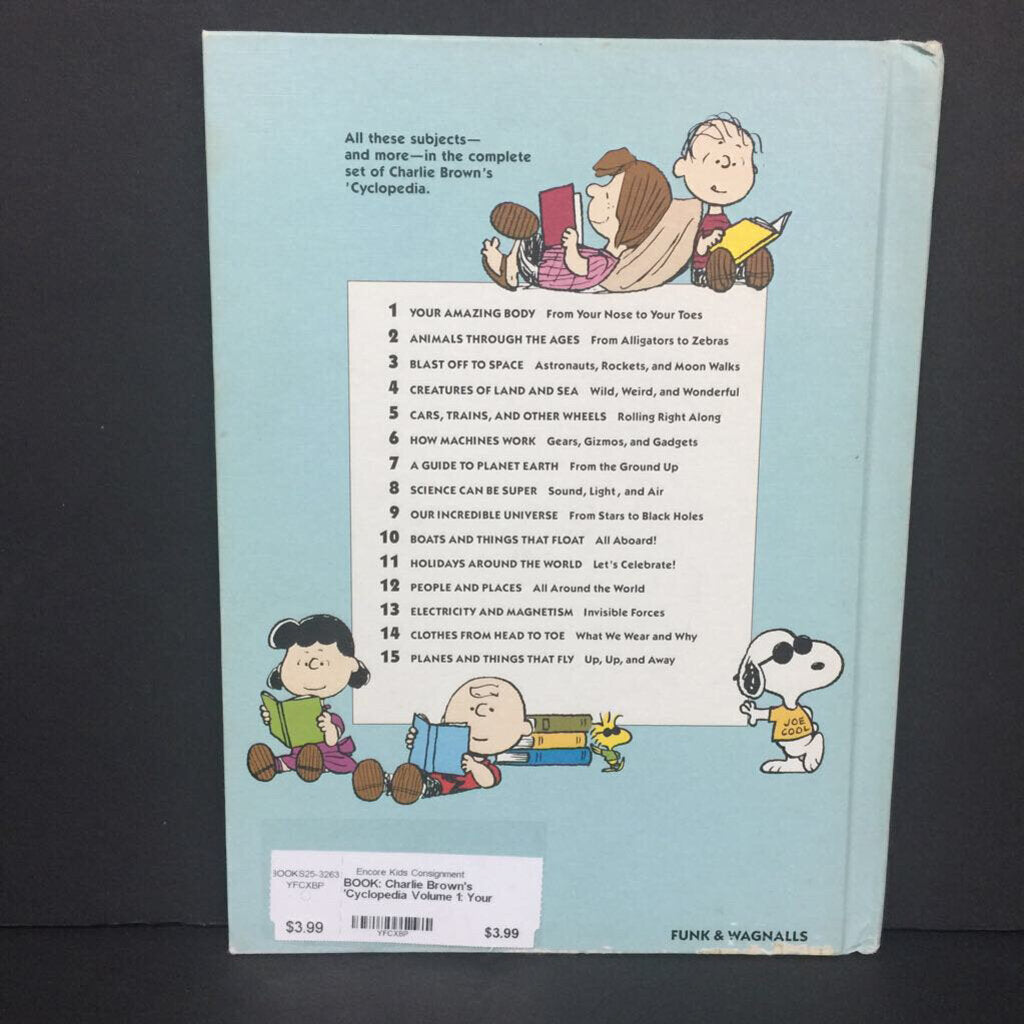 All these subjects—
and more—in the complete
set of Charlie Brown's
'Cyclopedia.
1 YOUR AMAZING BODY From Your Nose to Your Toes
2 ANIMALS THROUGH THE AGES From Alligators to Zebras
3 BLAST OFF TO SPACE Astronauts, Rockets, and Moon Walks
4 CREATURES OF LAND AND SEA Wild, Weird, and Wonderful
5 CARS, TRAINS, AND OTHER WHEELS Rolling Right Along
6 HOW MACHINES WORK Gears, Gizmos, and Gadgets
7 A GUIDE TO PLANET EARTH From the Ground Up
8 SCIENCE CAN BE SUPER Sound, Light, and Air
9 OUR INCREDIBLE UNIVERSE From Stars to Black Holes
10 BOATS AND THINGS THAT FLOAT All Aboard!
11 HOLIDAYS AROUND THE WORLD Let's Celebrate!
12 PEOPLE AND PLACES All Around the World
13 ELECTRICITY AND MAGNETISM Invisible Forces
14 CLOTHES FROM HEAD TO TOE What We Wear and Why
15 PLANES AND THINGS THAT FLY Up, Up, and Away
JOE
COOL
BOOKS25-3263
YFCXBP
$3.99
Encore Kids Consignment
BOOK: Charlie Brown's
'Cyclopedia Volume 1: Your
YFCXBP
$3.99
FUNK & WAGNALLS